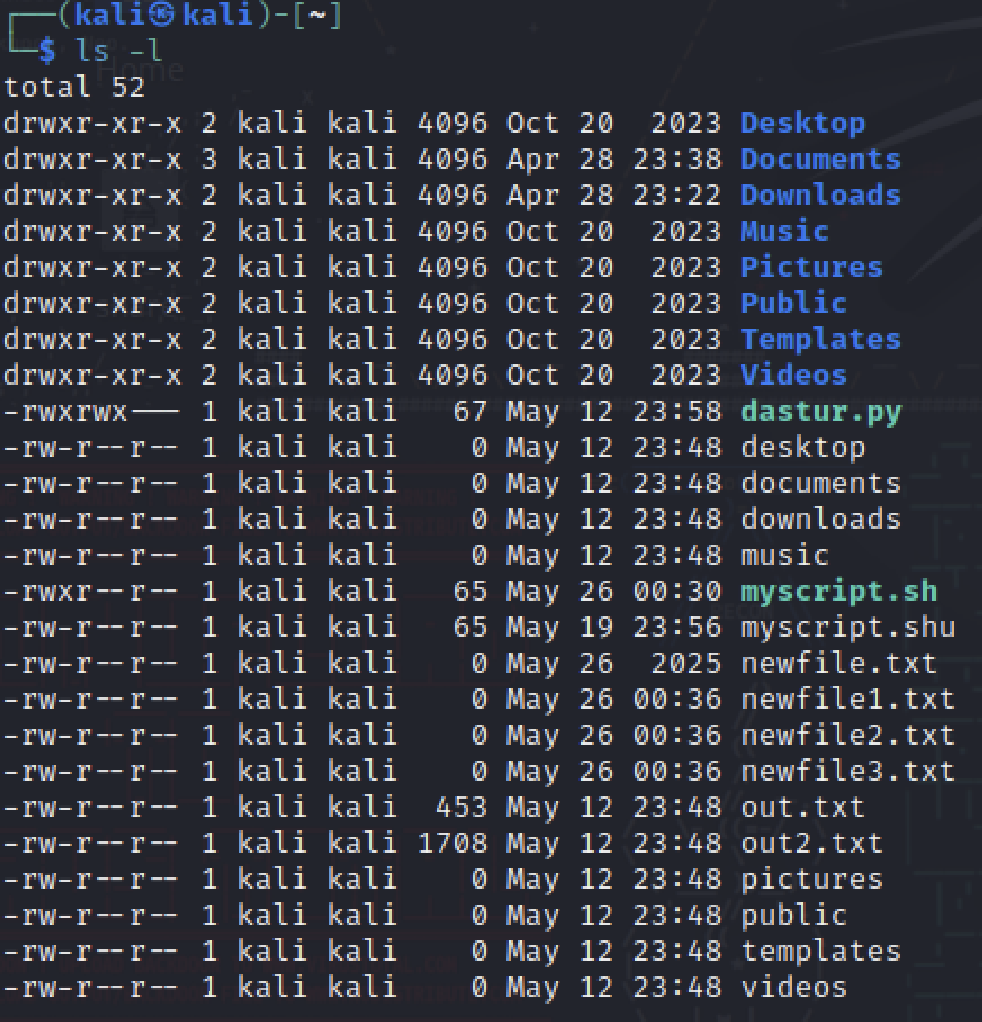 ┌──(kali㉿kali)-[~]
└─$ ls -l
total 52
drwxr-xr-x 2 kali kali 4096 Oct 20  2023 Desktop
drwxr-xr-x 3 kali kali 4096 Apr 28 23:38 Documents
drwxr-xr-x 2 kali kali 4096 Apr 28 23:22 Downloads
drwxr-xr-x 2 kali kali 4096 Oct 20  2023 Music
drwxr-xr-x 2 kali kali 4096 Oct 20  2023 Pictures
drwxr-xr-x 2 kali kali 4096 Oct 20  2023 Public
drwxr-xr-x 2 kali kali 4096 Oct 20  2023 Templates
drwxr-xr-x 2 kali kali 4096 Oct 20  2023 Videos
-rwxrwx--- 1 kali kali   67 May 12 23:58 dastur.py
-rw-r--r-- 1 kali kali    0 May 12 23:48 desktop
-rw-r--r-- 1 kali kali    0 May 12 23:48 documents
-rw-r--r-- 1 kali kali    0 May 12 23:48 downloads
-rw-r--r-- 1 kali kali    0 May 12 23:48 music
-rwxr--r-- 1 kali kali   65 May 26 00:30 myscript.sh
-rw-r--r-- 1 kali kali   65 May 19 23:56 myscript.shu
-rw-r--r-- 1 kali kali    0 May 26  2025 newfile.txt
-rw-r--r-- 1 kali kali    0 May 26 00:36 newfile1.txt
-rw-r--r-- 1 kali kali    0 May 26 00:36 newfile2.txt
-rw-r--r-- 1 kali kali    0 May 26 00:36 newfile3.txt
-rw-r--r-- 1 kali kali  453 May 12 23:48 out.txt
-rw-r--r-- 1 kali kali 1708 May 12 23:48 out2.txt
-rw-r--r-- 1 kali kali    0 May 12 23:48 pictures
-rw-r--r-- 1 kali kali    0 May 12 23:48 public
-rw-r--r-- 1 kali kali    0 May 12 23:48 templates
-rw-r--r-- 1 kali kali    0 May 12 23:48 videos
Home